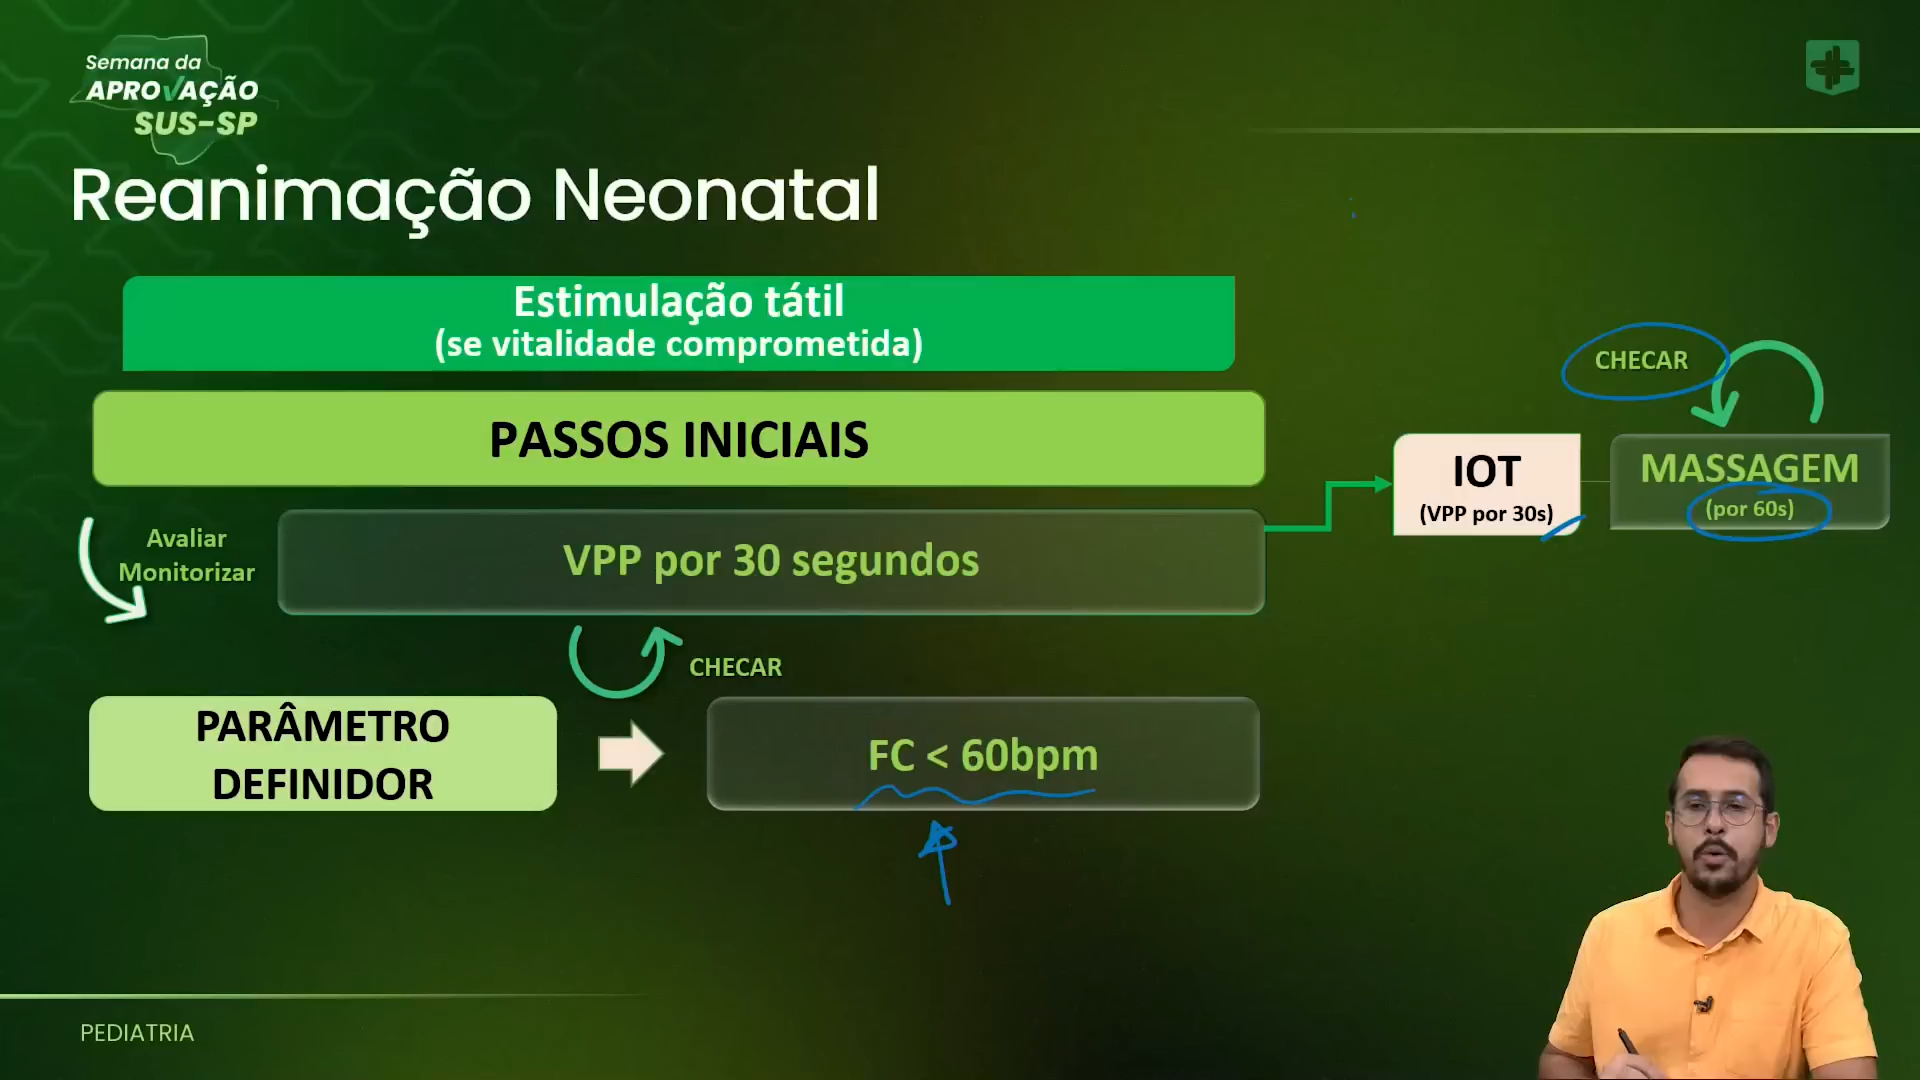 Semana da
APROVAÇÃO
SUS-SP
Reanimação Neonatal
Estimulação tátil
(se vitalidade comprometida)
PASSOS INICIAIS
Avaliar
Monitorizar
VPP por 30 segundos
CHECAR
PARÂMETRO
DEFINIDOR
FC < 60bpm
CHECAR
IOT
(VPP por 30s)
MASSAGEM
(por 60s)
PEDIATRIA